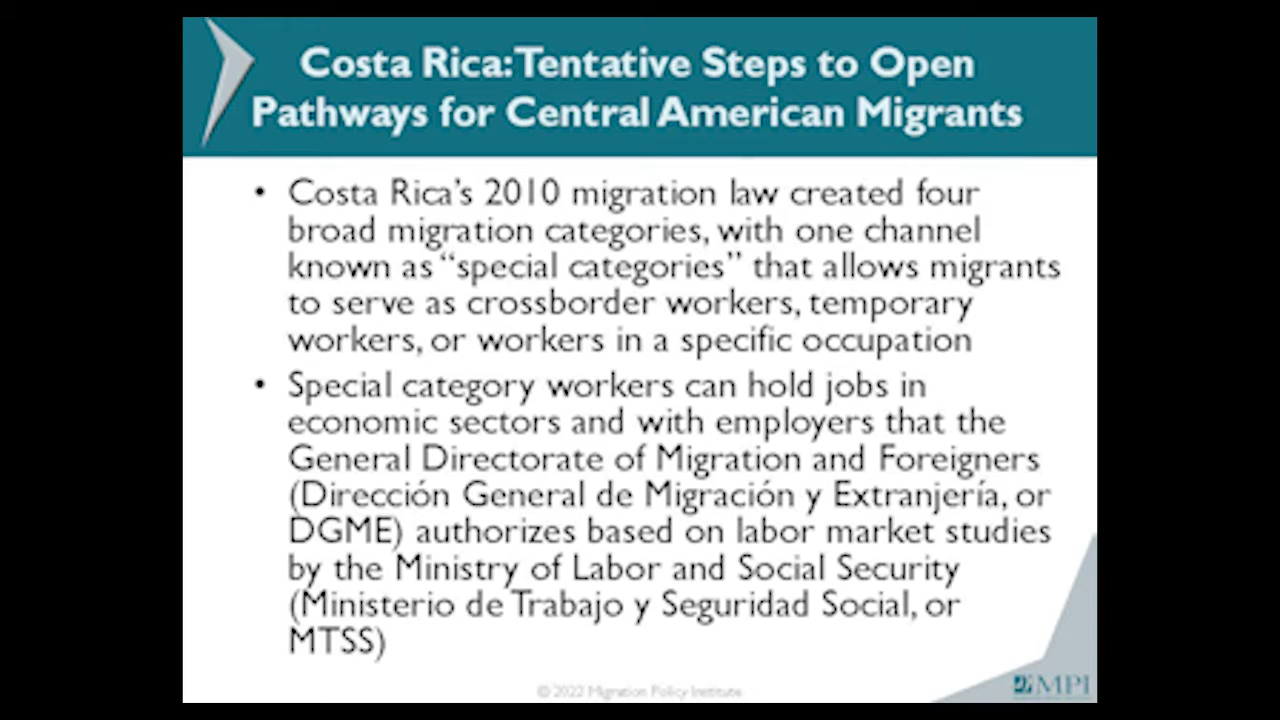 Costa Rica: Tentative Steps to Open
Pathways for Central American Migrants
• Costa Rica's 2010 migration law created four
broad migration categories, with one channel
known as “special categories” that allows migrants
to serve as crossborder workers, temporary
workers, or workers in a specific occupation
• Special category workers can hold jobs in
economic sectors and with employers that the
General Directorate of Migration and Foreigners
(Dirección General de Migración y Extranjería, or
DGME) authorizes based on labor market studies
by the Ministry of Labor and Social Security
(Ministerio de Trabajo y Seguridad Social, or
MTSS)
© 2022 Migration Policy Institute
MPI